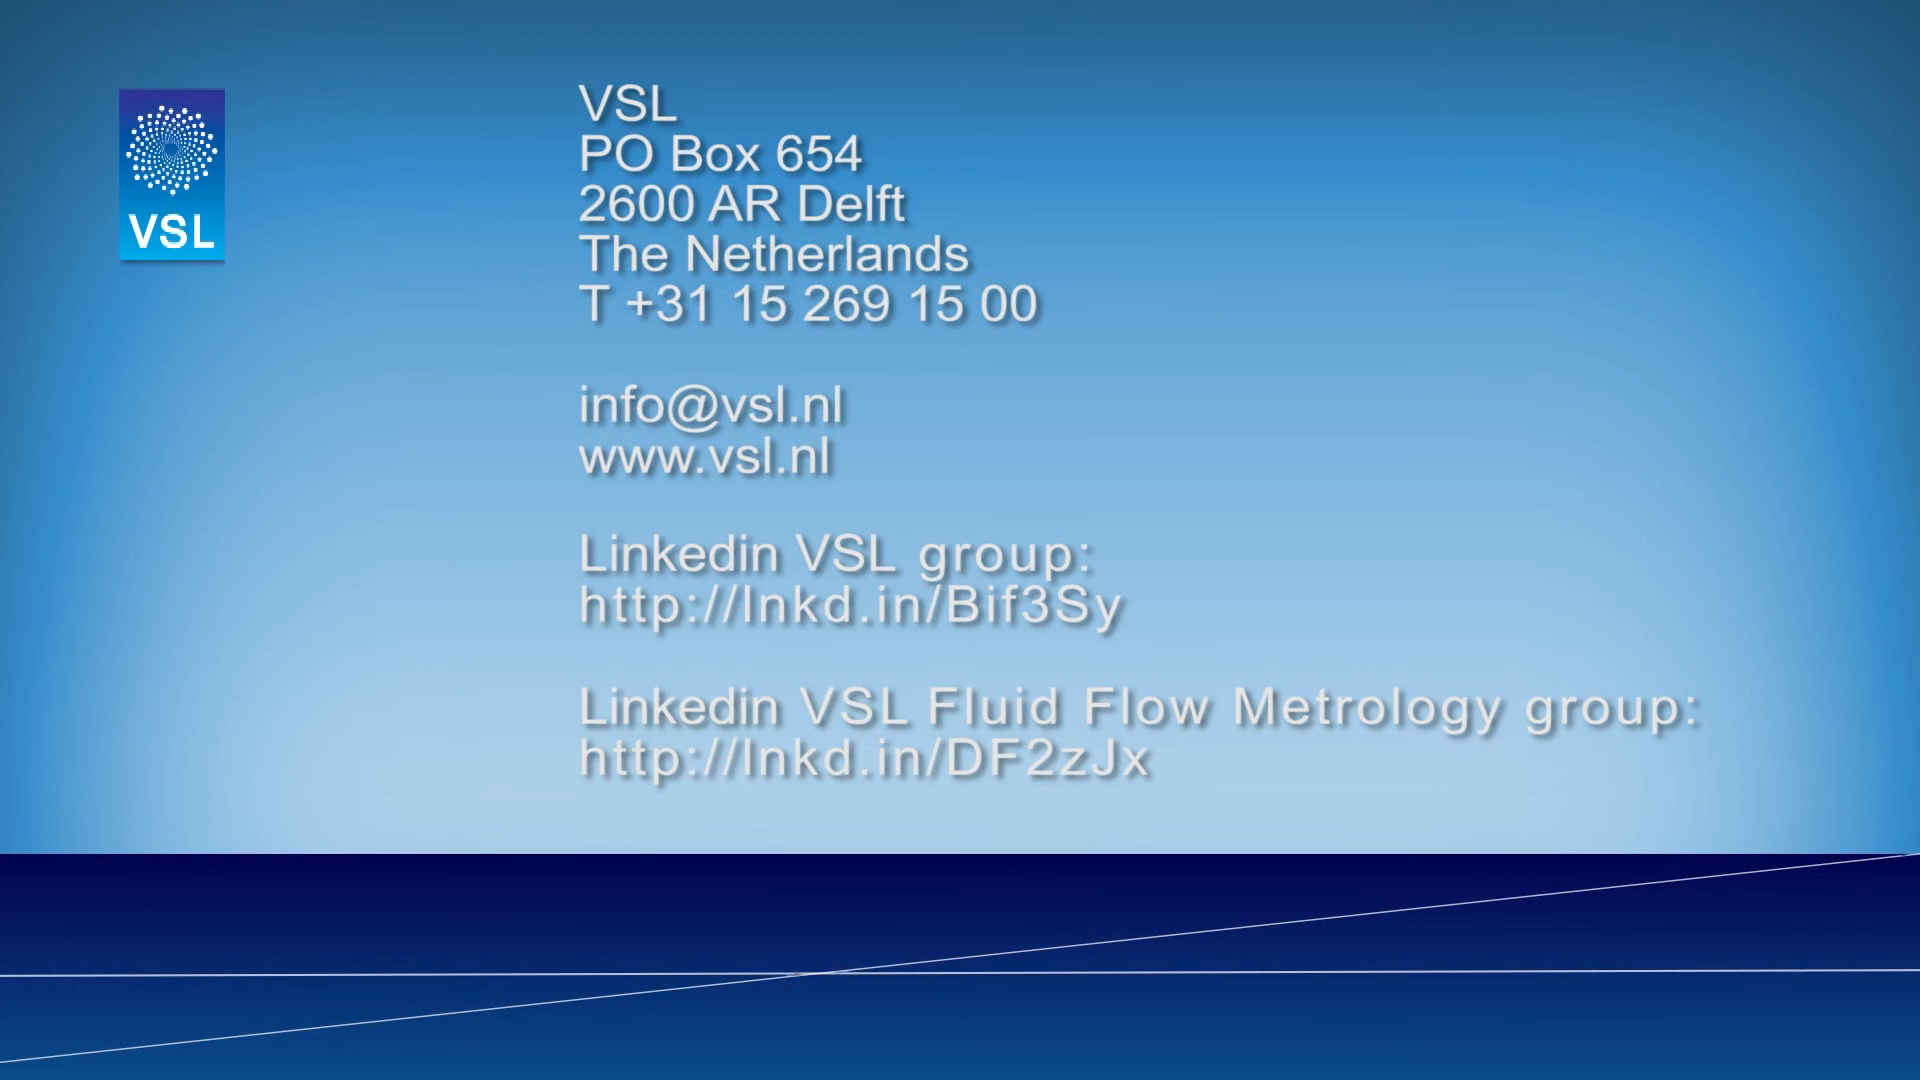 VSL
VSL
PO Box 654
2600 AR Delft
The Netherlands
T +31 15 269 15 00
info@vsl.nl
www.vsl.nl
Linkedin VSL group:
http://lnkd.in/Bif3Sy
Linkedin VSL Fluid Flow Metrology group:
http://lnkd.in/DF2zJx